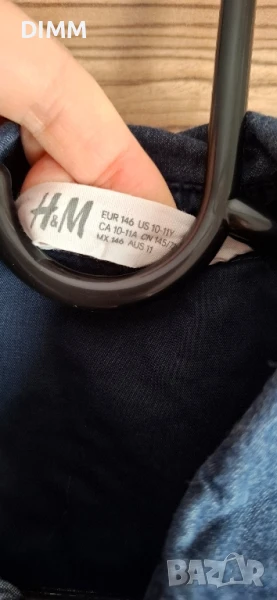 DIMM
H&M
EUR 146 US 10-11Y
CA 10-11A CN 145/
MX 146 AUS 11
BAZAR